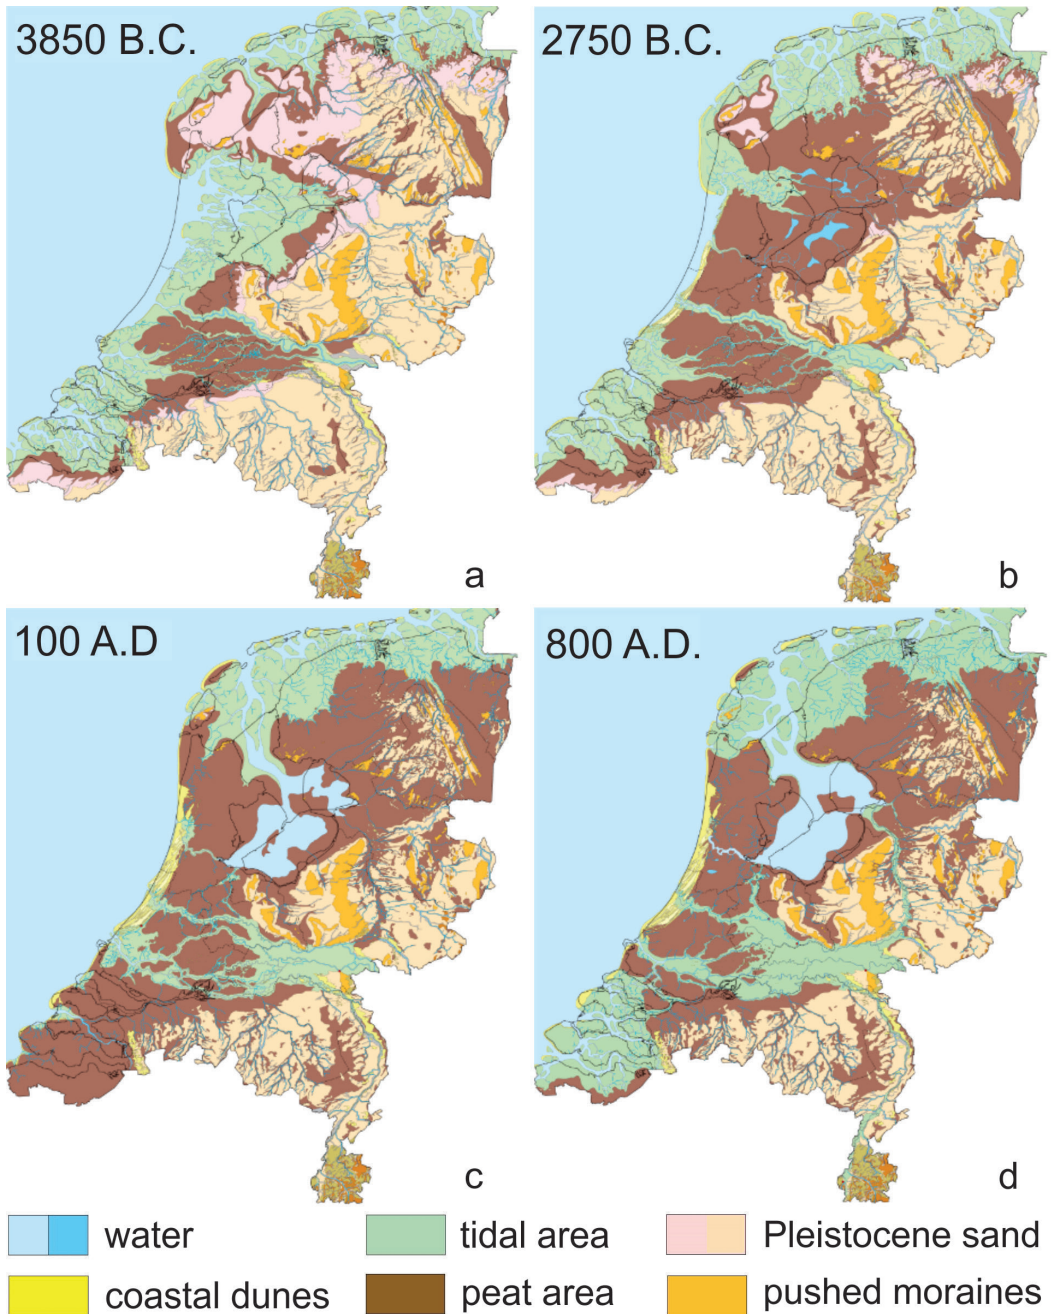 3850 B.C.
2750 B.C.
a
b
100 A.D
800 A.D.
c
d
water
tidal area
Pleistocene sand
coastal dunes
peat area
pushed moraines